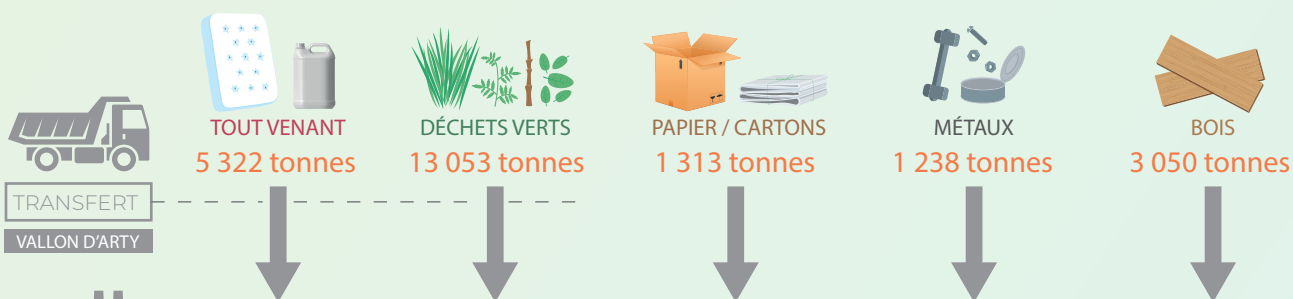 TOUT VENANT
5 322 tonnes
DÉCHETS VERTS
13 053 tonnes
PAPIER / CARTONS
1 313 tonnes
MÉTAUX
1 238 tonnes
BOIS
3 050 tonnes
TRANSFERT
VALLON D'ARTY